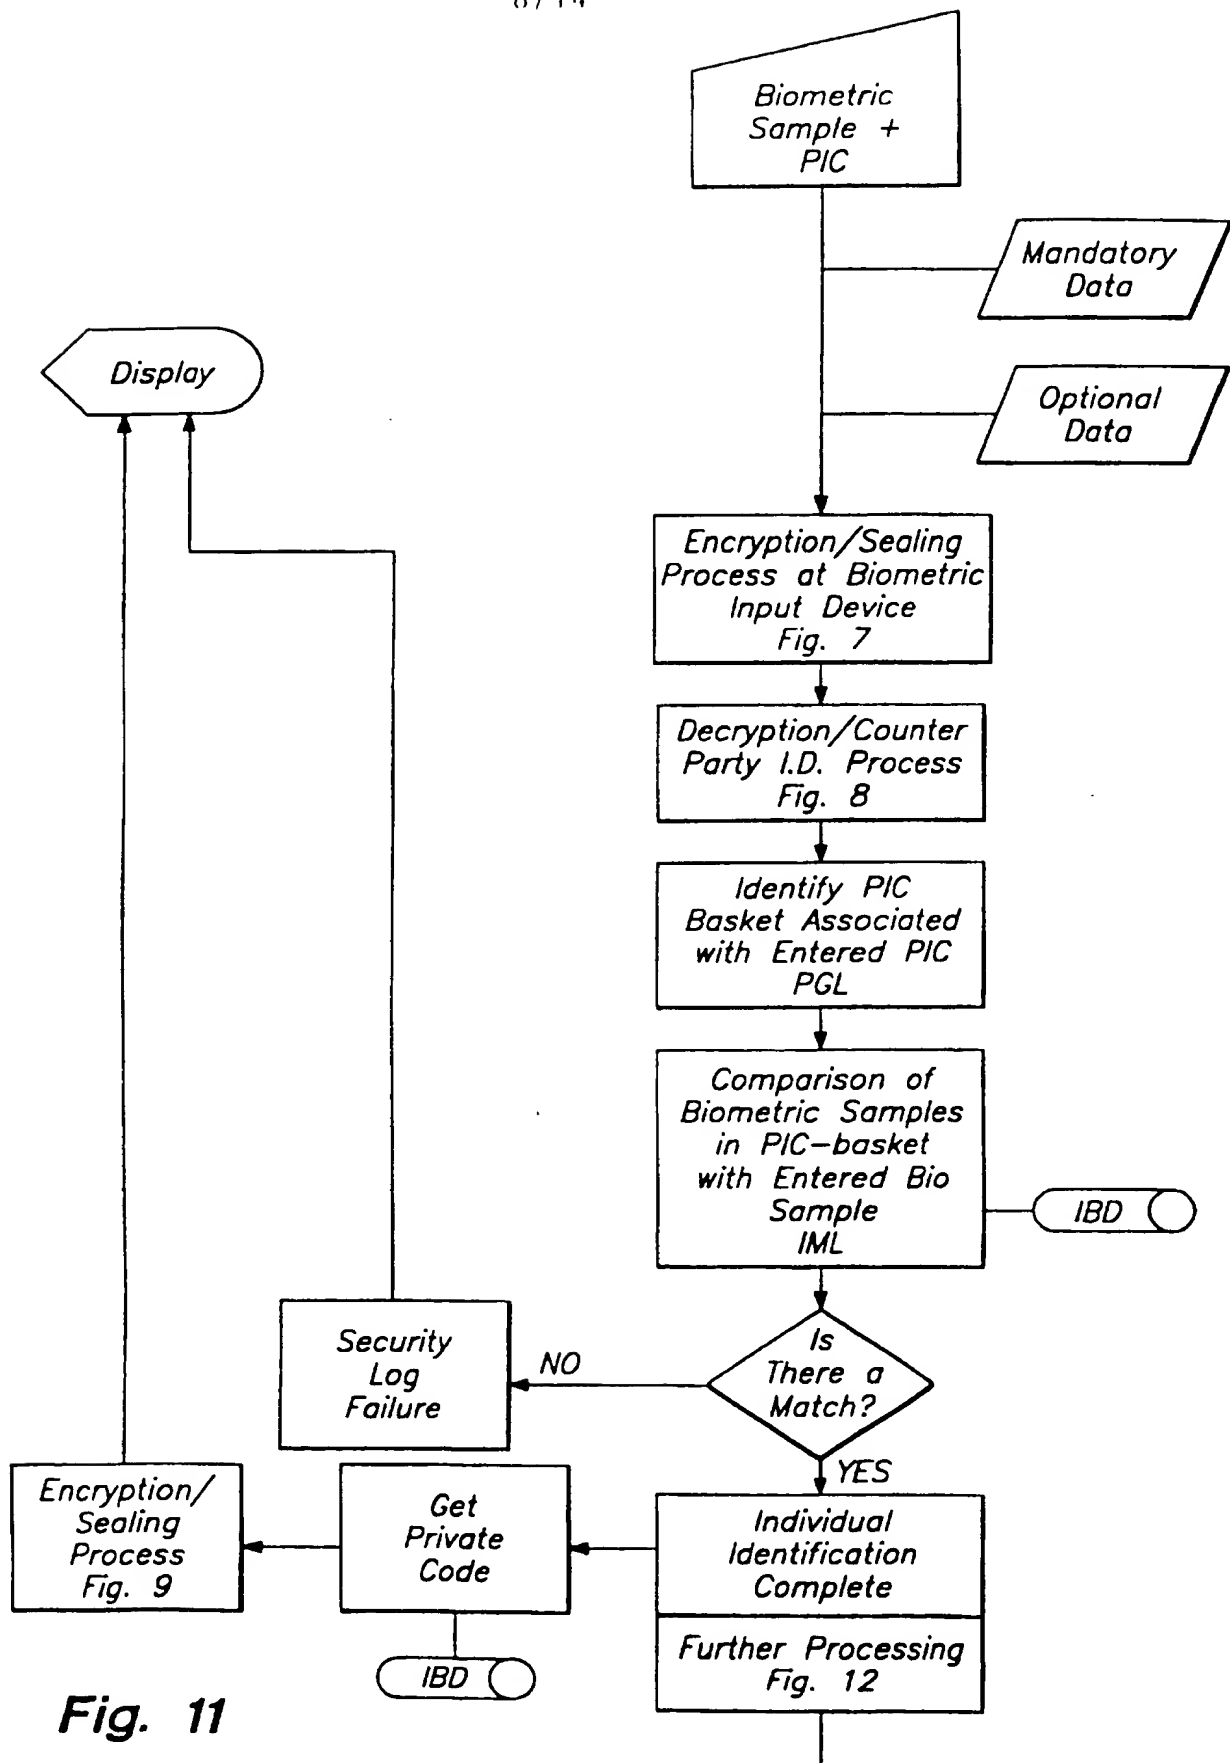 Biometric
Sample +
PIC
Mandatory
Data
Display
Optional
Data
Encryption/Sealing
Process at Biometric
Input Device
Fig. 7
Decryption/Counter
Party I.D. Process
Fig. 8
Identify PIC
Basket Associated
with Entered PIC
PGL
Comparison of
Biometric Samples
in PIC-basket
with Entered Bio
Sample
IML
IBD
Is
There a
Match?
NO
Security
Log
Failure
YES
Individual
Identification
Complete
Further Processing
Fig. 12
Get
Private
Code
IBD
Encryption/
Sealing
Process
Fig. 9
Fig. 11